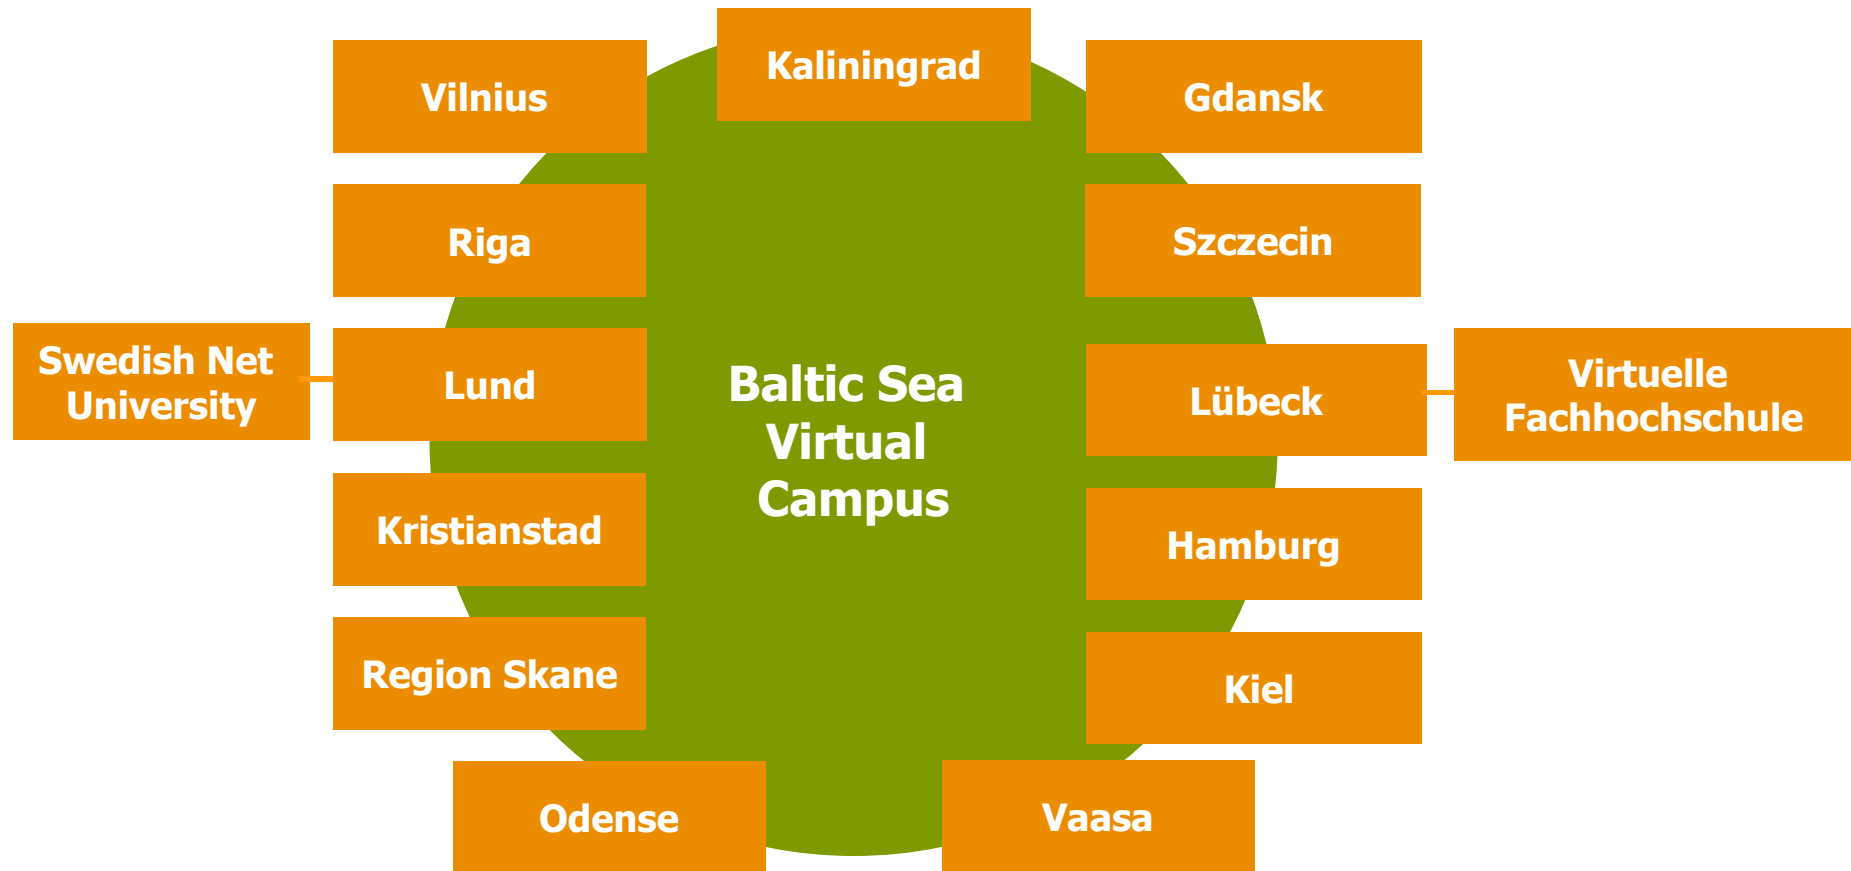 Kaliningrad
Vilnius
Gdansk
Riga
Szczecin
Swedish Net
University
Lund
Baltic Sea
Virtual
Campus
Lübeck
Virtuelle
Fachhochschule
Kristianstad
Hamburg
Region Skane
Kiel
Odense
Vaasa